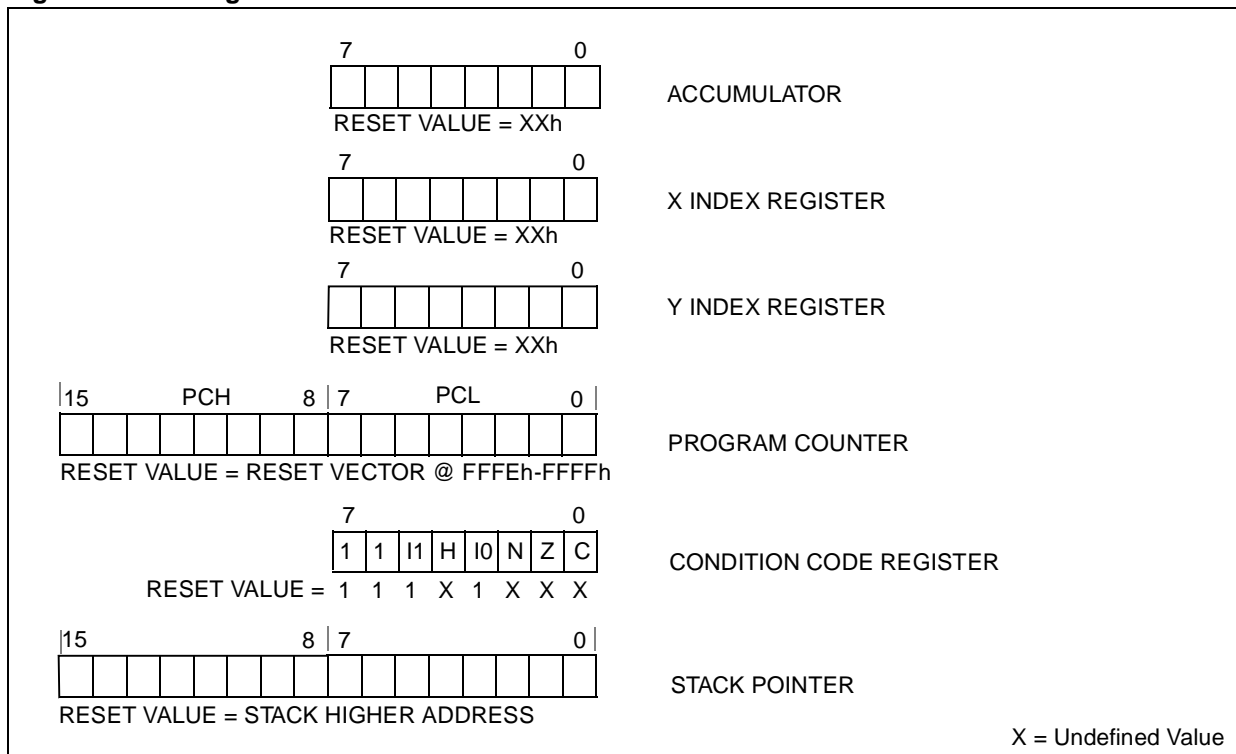 7 0
ACCUMULATOR
RESET VALUE = XXh
7 0
X INDEX REGISTER
RESET VALUE = XXh
7 0
Y INDEX REGISTER
RESET VALUE = XXh
15 PCH 8 7 PCL 0
PROGRAM COUNTER
RESET VALUE = RESET VECTOR @ FFFEh-FFFFh
7 0
1 1 I1 H I0 N Z C
CONDITION CODE REGISTER
RESET VALUE = 1 1 1 X 1 X X X
15 8 7 0
STACK POINTER
RESET VALUE = STACK HIGHER ADDRESS
X = Undefined Value